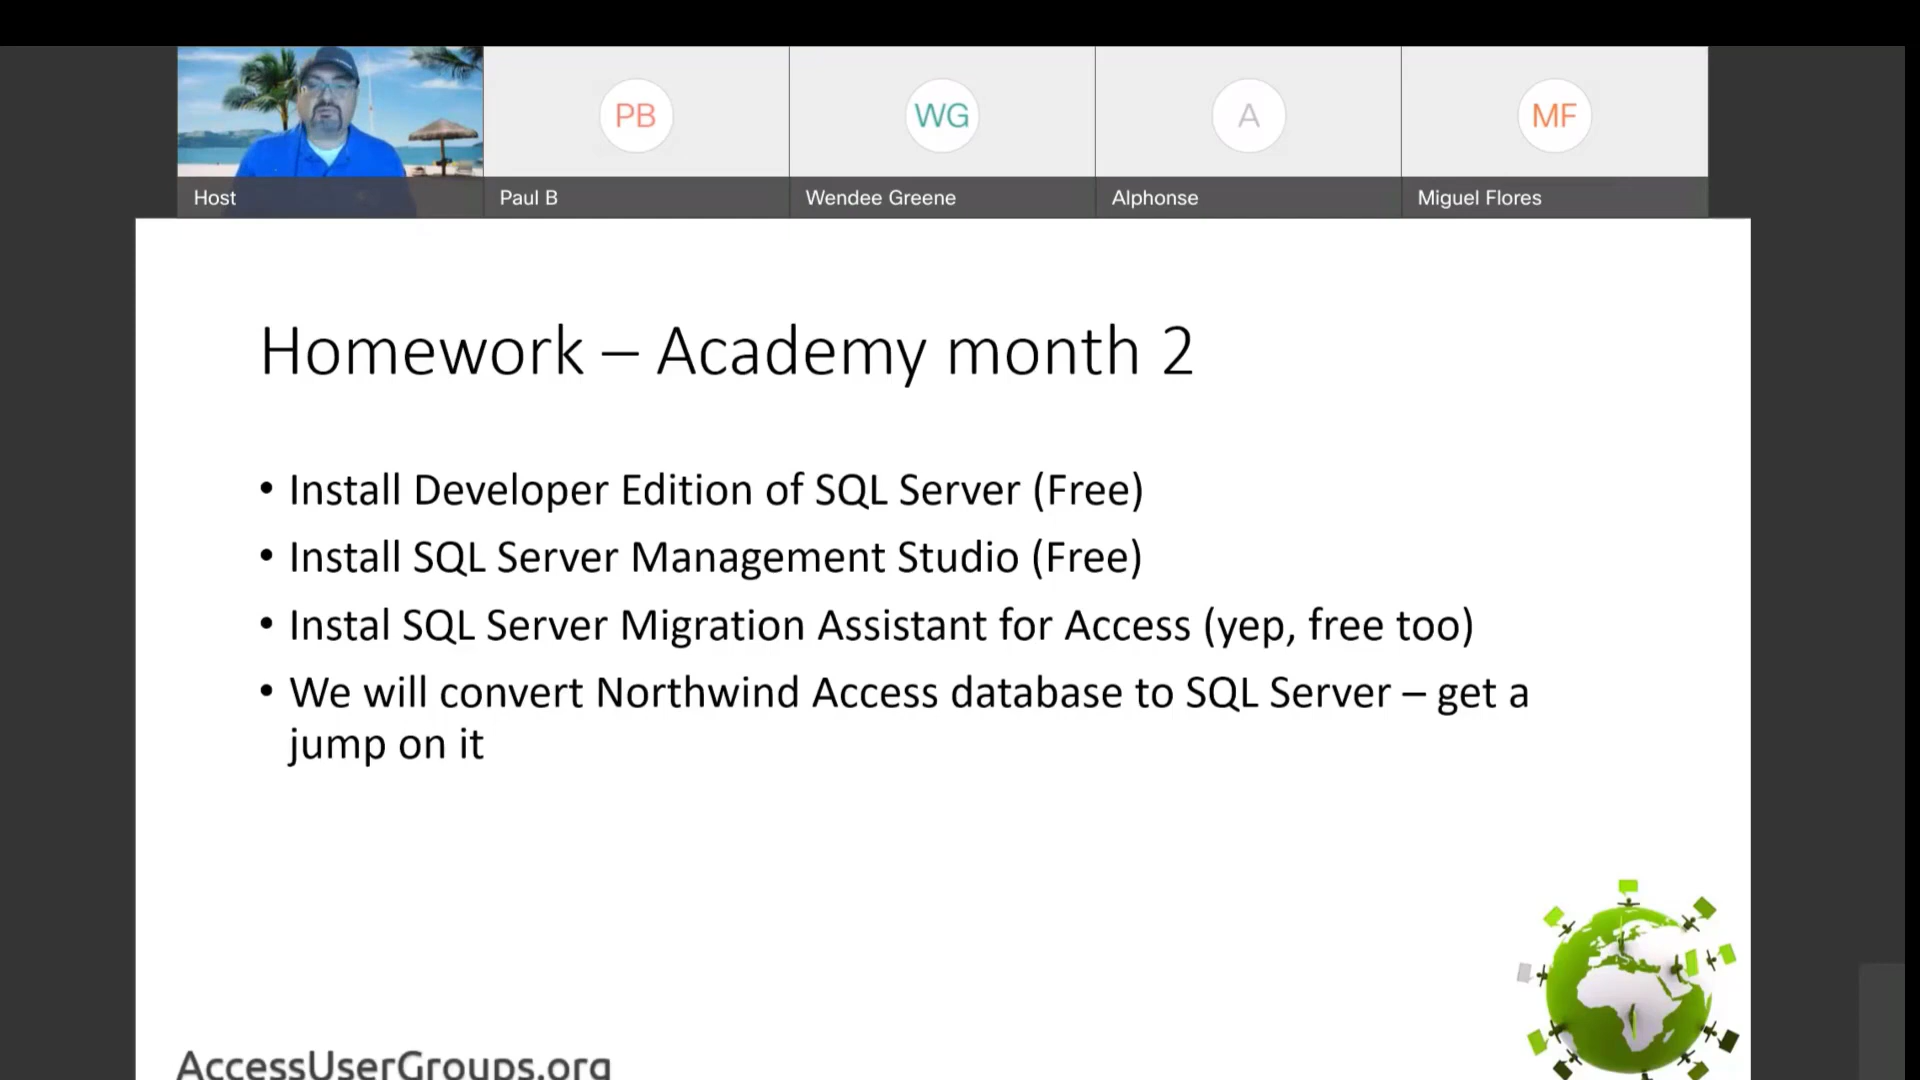 PB
WG
A
MF
Host
Paul B
Wendee Greene
Alphonse
Miguel Flores
Homework – Academy month 2
• Install Developer Edition of SQL Server (Free)
• Install SQL Server Management Studio (Free)
• Instal SQL Server Migration Assistant for Access (yep, free too)
• We will convert Northwind Access database to SQL Server – get a
jump on it
AccessUserGroups.org